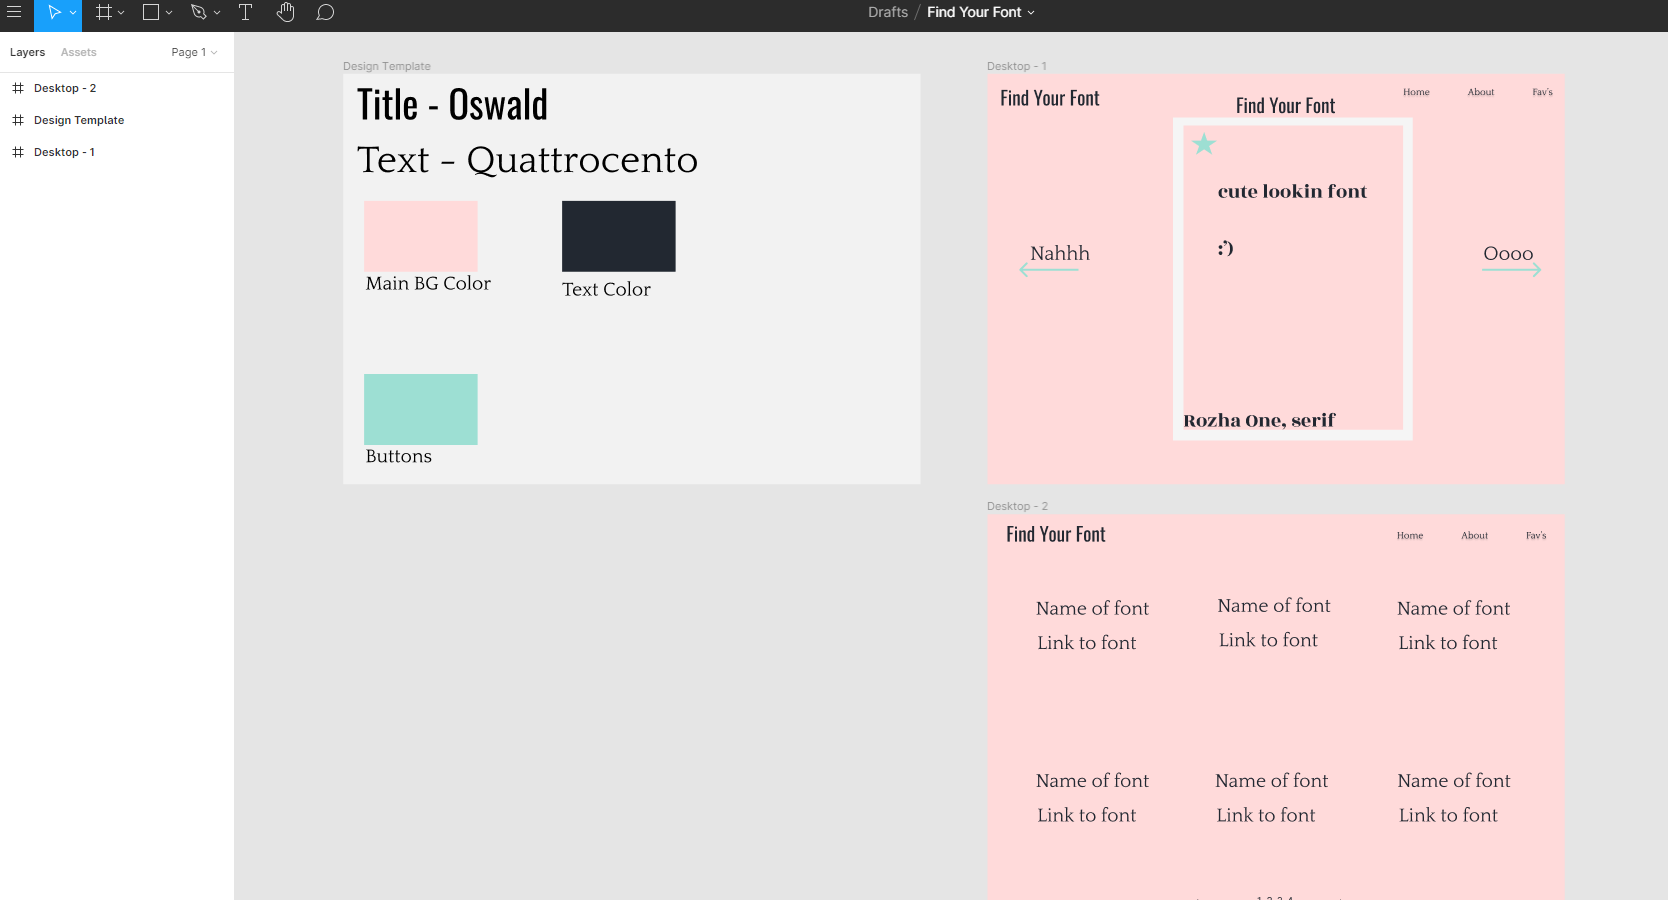 Drafts / Find Your Font
Layers
Assets
Page 1
Desktop - 2
Design Template
Desktop - 1
Design Template
Title - Oswald
Text - Quattrocento
Main BG Color
Text Color
Buttons
Desktop - 1
Find Your Font
Home
About
Fav's
Find Your Font
cute lookin font
:')
Nahhh
Oooo
Rozha One, serif
Desktop - 2
Find Your Font
Home
About
Fav's
Name of font
Link to font
Name of font
Link to font
Name of font
Link to font
Name of font
Link to font
Name of font
Link to font
Name of font
Link to font